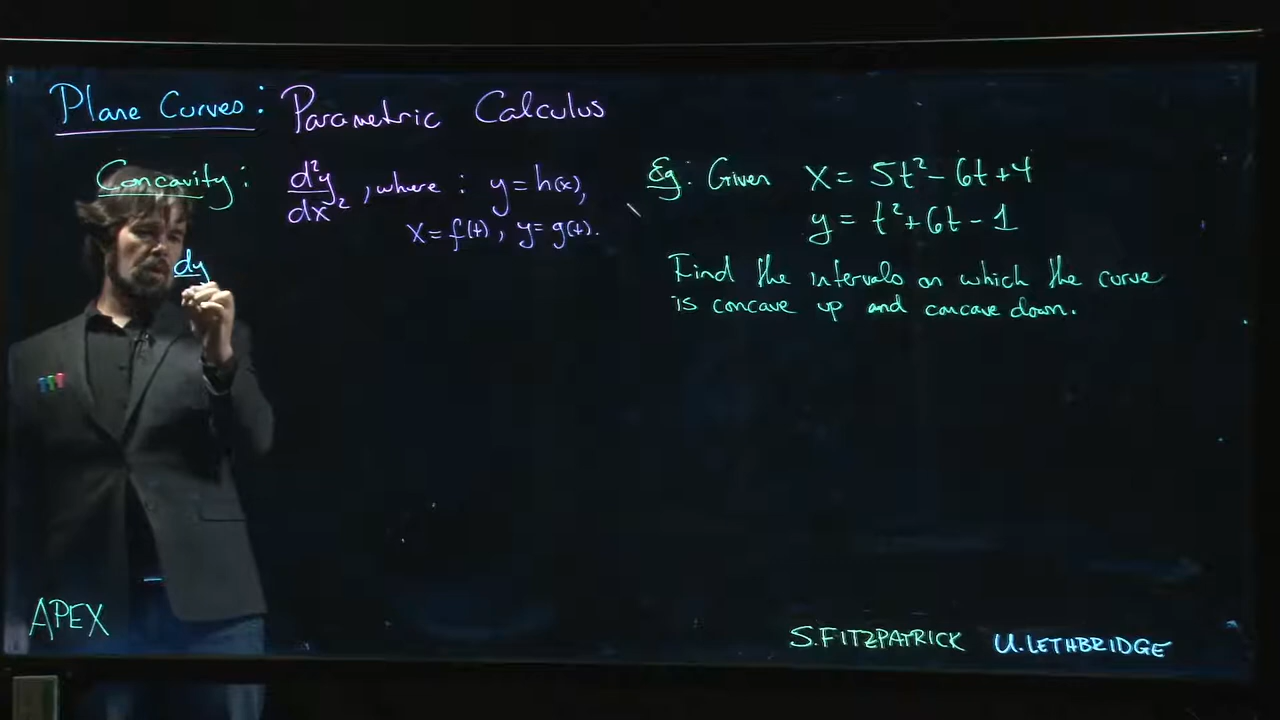 Plane Curves: Parametric Calculus
Concavity: d²y/dx², where: y = h(x),
x = f(t), y = g(t).
dy
Eg: Given x = 5t² - 6t + 4
y = t² + 6t - 1
Find the intervals on which the curve
is concave up and concave down.
APEX
S. FITZPATRICK U. LETHBRIDGE